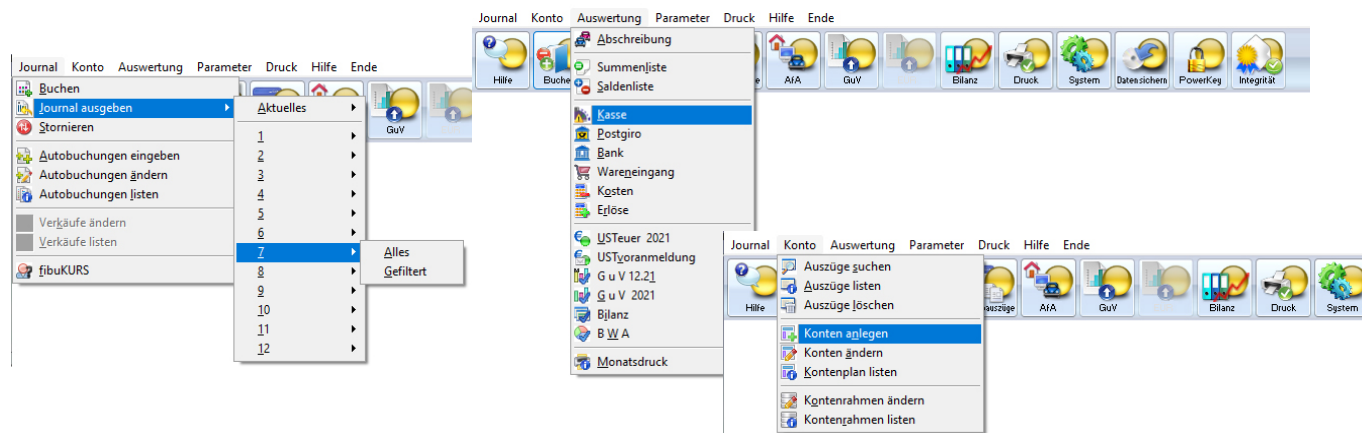 Journal Konto Auswertung Parameter Druck Hilfe Ende
Buchen
Journal ausgeben
Stornieren
Autobuchungen eingeben
Autobuchungen ändern
Autobuchungen listen
Verkäufe ändern
Verkäufe listen
fibuKURS
Aktuelles
1
2
3
4
5
6
7
8
9
10
11
12
Alles
Gefiltert
GuV
Journal Konto Auswertung Parameter Druck Hilfe Ende
Hilfe AfA GuV Bilanz Druck System Daten sichern PowerKey Integrität
Abschreibung
Summenliste
Saldenliste
Kasse
Postgiro
Bank
Wareneingang
Kosten
Erlöse
USTeuer 2021
USTvoranmeldung
G u V 12.21
G u V 2021
Bilanz
B W A
Monatsdruck
Journal Konto Auswertung Parameter Druck Hilfe Ende
Hilfe AfA GuV Bilanz Druck System
Auszüge suchen
Auszüge listen
Auszüge löschen
Konten anlegen
Konten ändern
Kontenplan listen
Kontenrahmen ändern
Kontenrahmen listen